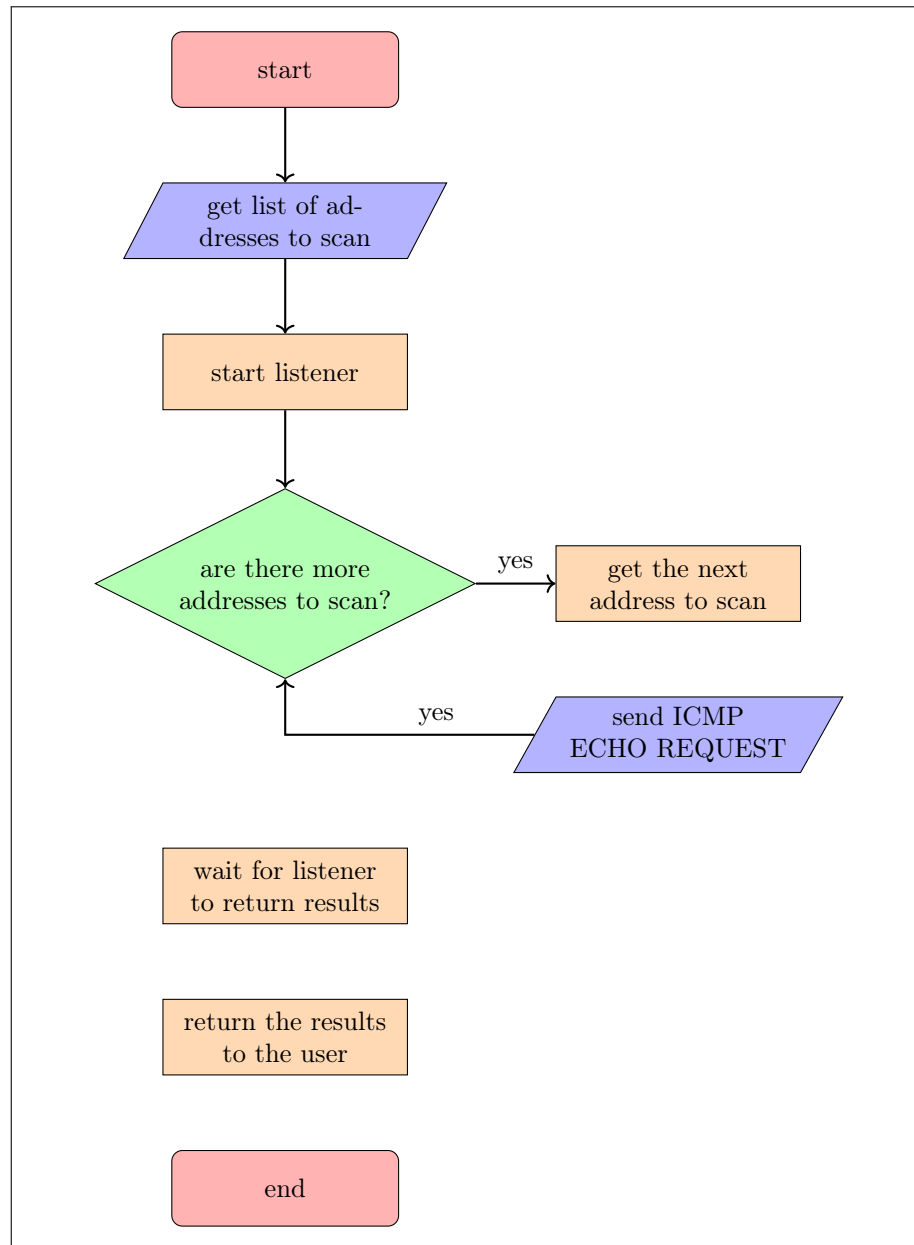 start
get list of ad-
dresses to scan
start listener
are there more
addresses to scan?
yes
get the next
address to scan
yes
send ICMP
ECHO REQUEST
wait for listener
to return results
return the results
to the user
end